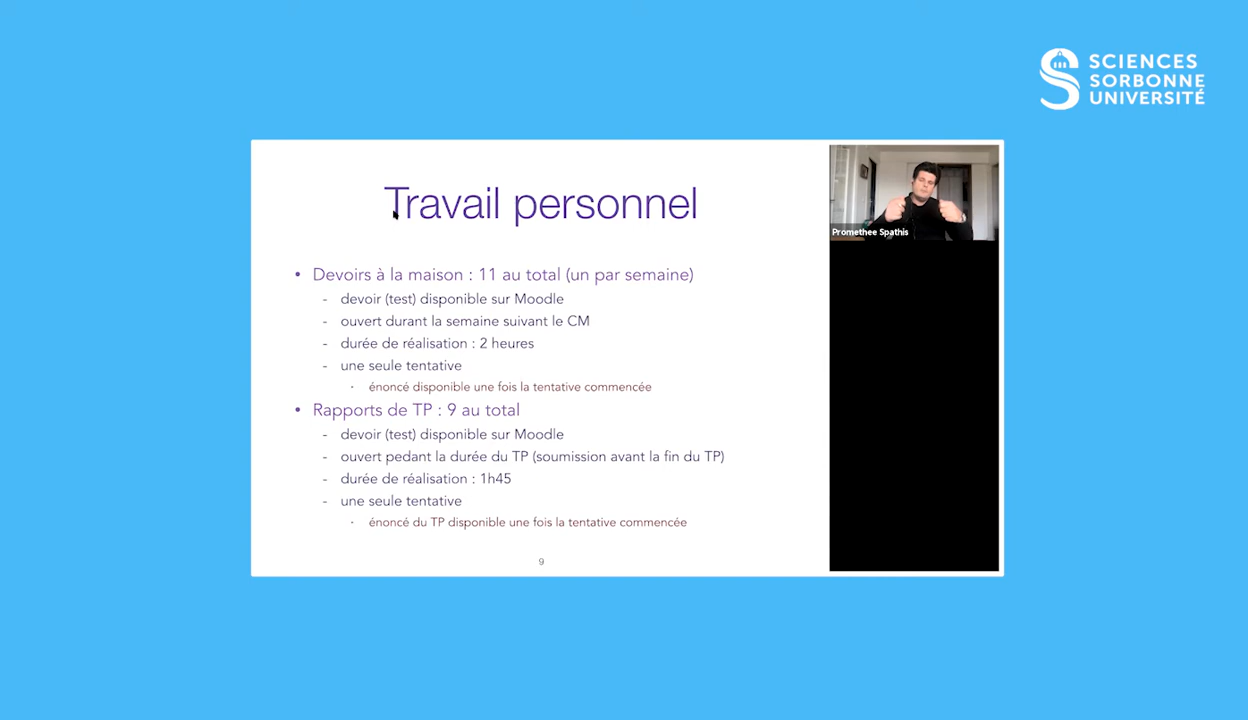 SCIENCES
SORBONNE
UNIVERSITÉ
Travail personnel
Promethee Spathis
• Devoirs à la maison : 11 au total (un par semaine)
- devoir (test) disponible sur Moodle
- ouvert durant la semaine suivant le CM
- durée de réalisation : 2 heures
- une seule tentative
· énoncé disponible une fois la tentative commencée
• Rapports de TP : 9 au total
- devoir (test) disponible sur Moodle
- ouvert pedant la durée du TP (soumission avant la fin du TP)
- durée de réalisation : 1h45
- une seule tentative
· énoncé du TP disponible une fois la tentative commencée
9